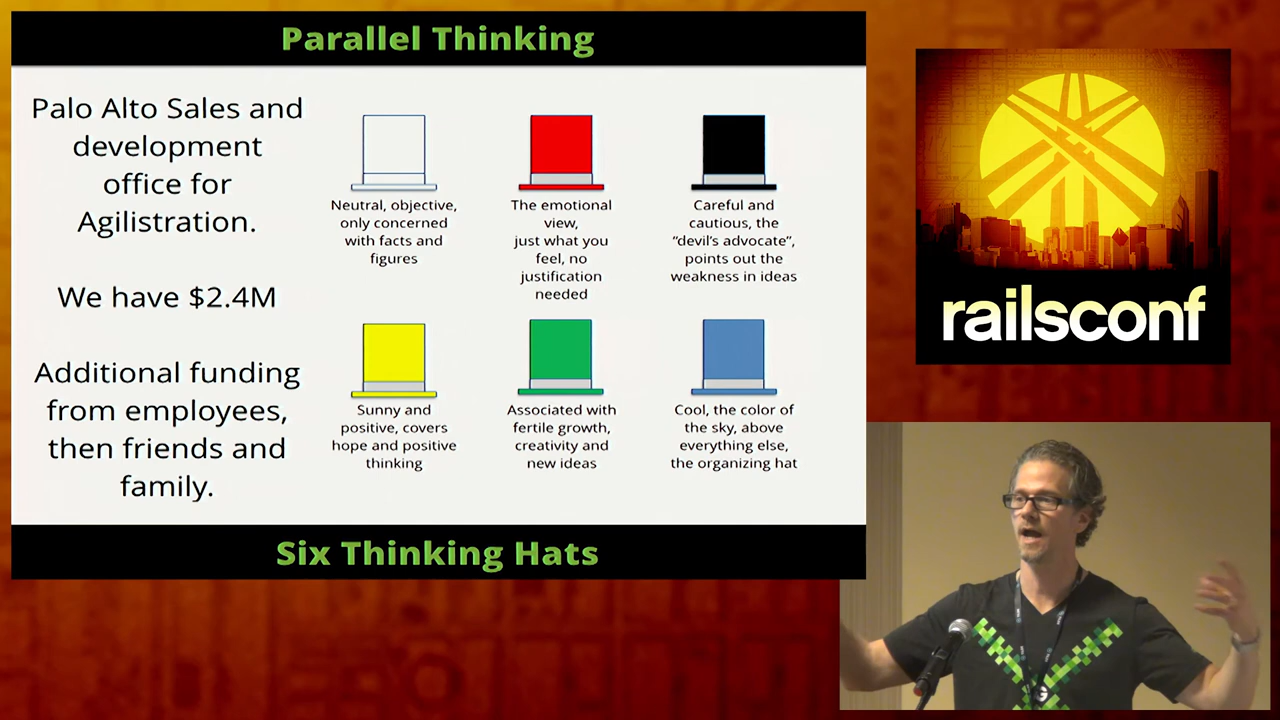 Parallel Thinking
Palo Alto Sales and
development
office for
Agilistration.
We have $2.4M
Additional funding
from employees,
then friends and
family.
Neutral, objective,
only concerned
with facts and
figures
The emotional
view,
just what you
feel, no
justification
needed
Careful and
cautious, the
“devil’s advocate”,
points out the
weakness in ideas
Sunny and
positive, covers
hope and positive
thinking
Associated with
fertile growth,
creativity and
new ideas
Cool, the color of
the sky, above
everything else,
the organizing hat
Six Thinking Hats
railsconf